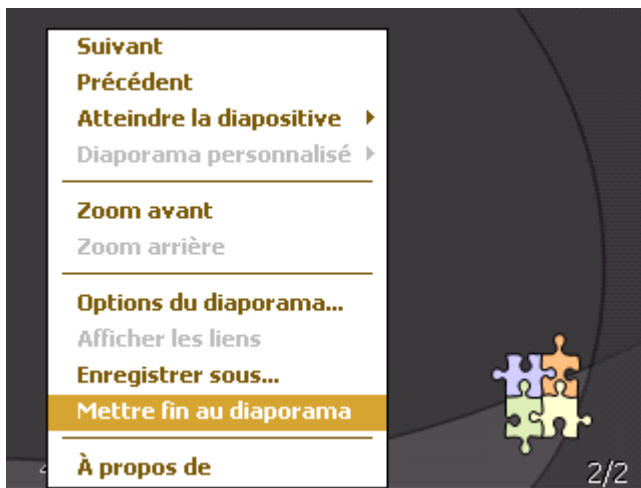 Suivant
Précédent
Atteindre la diapositive
Diaporama personnalisé
Zoom avant
Zoom arrière
Options du diaporama...
Afficher les liens
Enregistrer sous...
Mettre fin au diaporama
À propos de
2/2